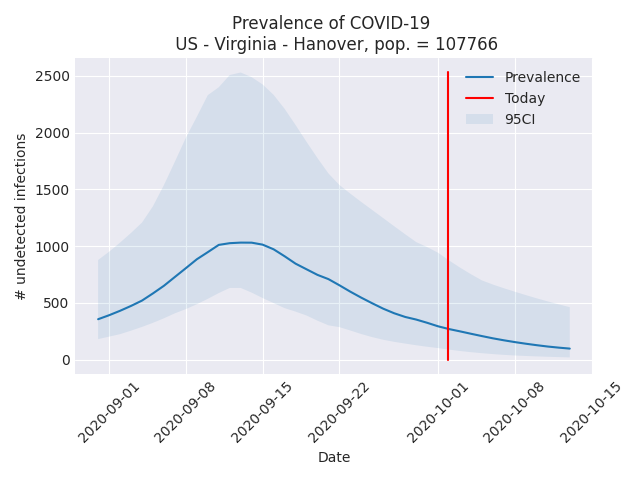 Prevalence of COVID-19
US - Virginia - Hanover, pop. = 107766
2500
2000
1500
1000
500
0
# undetected infections
Prevalence
Today
95CI
2020-09-01
2020-09-08
2020-09-15
2020-09-22
2020-10-01
2020-10-08
2020-10-15
Date